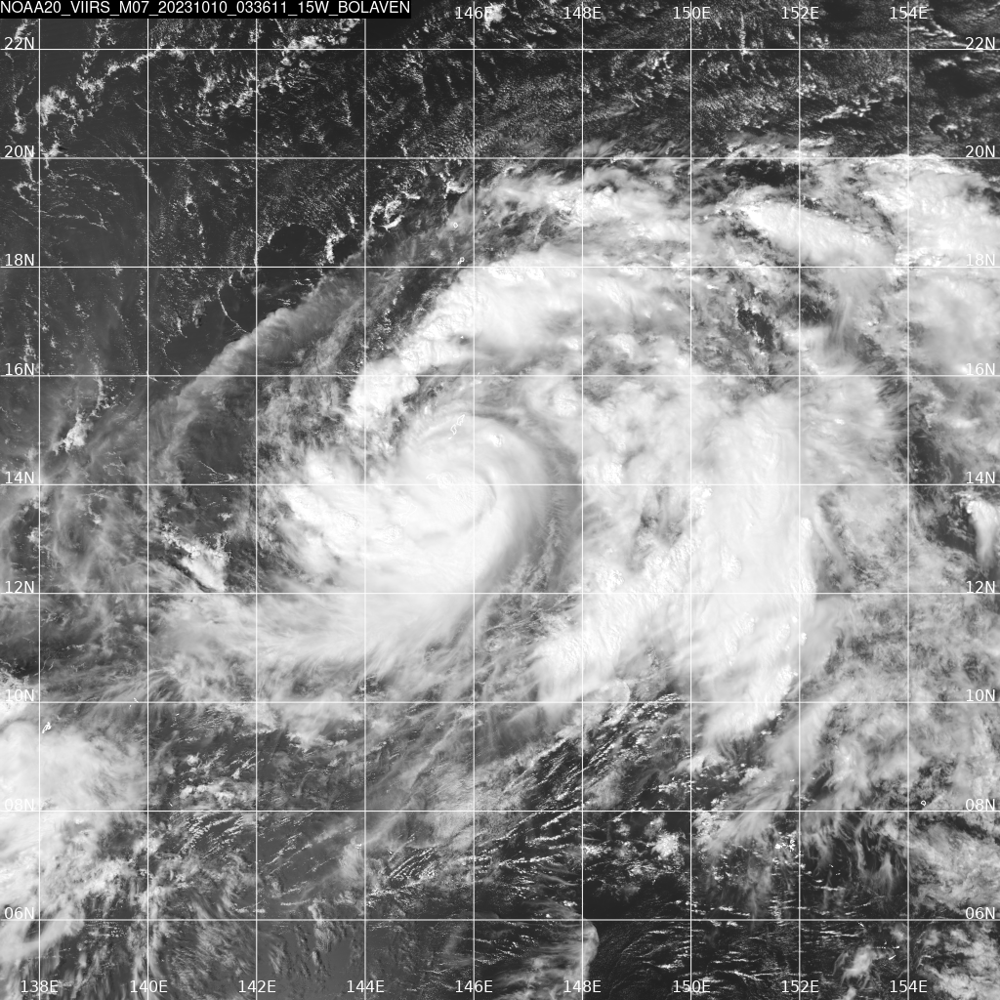 NOAA20_VIIRS_M07_20231010_033611_15W_BOLAVEN
146E 148E 150E 152E 154E
22N 22N
20N 20N
18N 18N
16N 16N
14N 14N
12N 12N
10N 10N
08N 08N
06N 06N
138E 140E 142E 144E 146E 148E 150E 152E 154E